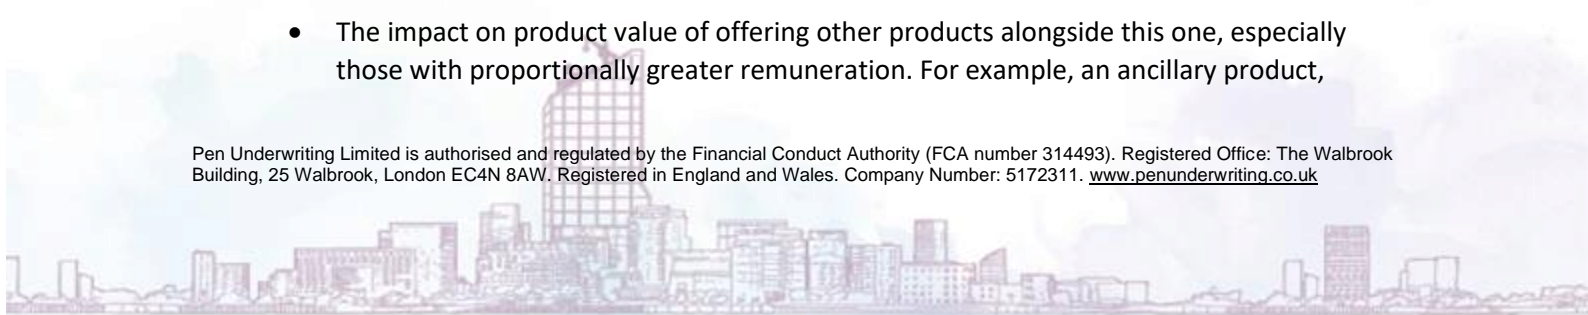 • The impact on product value of offering other products alongside this one, especially
those with proportionally greater remuneration. For example, an ancillary product,
Pen Underwriting Limited is authorised and regulated by the Financial Conduct Authority (FCA number 314493). Registered Office: The Walbrook
Building, 25 Walbrook, London EC4N 8AW. Registered in England and Wales. Company Number: 5172311. www.penunderwriting.co.uk